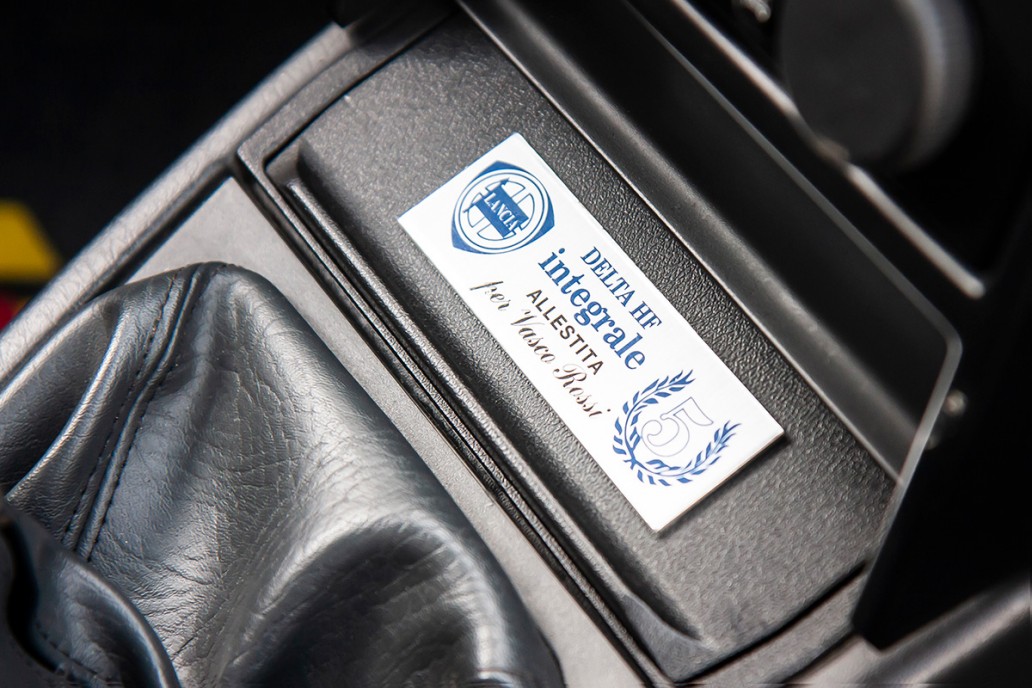 LANCIA
DELTA HF
integrale
ALLESTITA
per Vasco Rossi
5